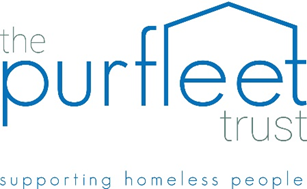 the
purfleet
trust
supporting homeless people